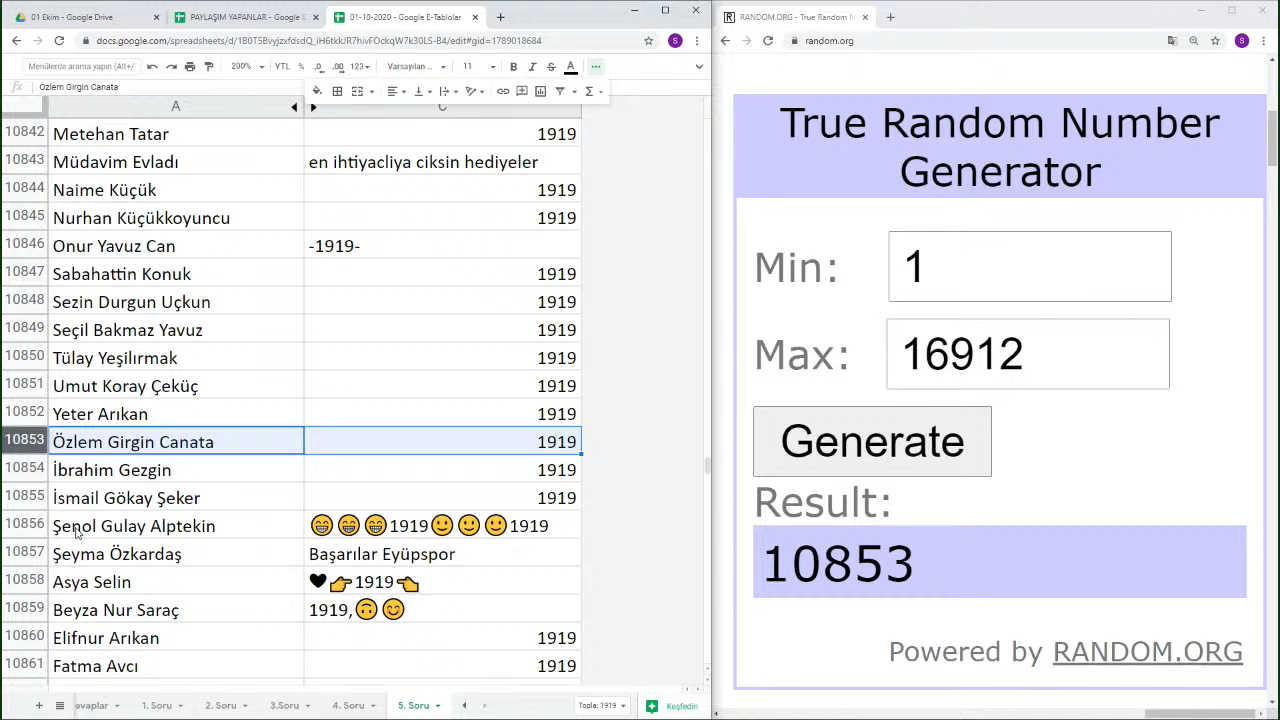 01 Ekim - Google Drive
PAYLAŞIM YAPANLAR - Google E
01-10-2020 - Google E-Tablolar
docs.google.com/spreadsheets/d/1B0T5BvyjzxfdsdQ_iH6tkkJR7hivFOckqW7k30LS-B4/edit#gid=1789018684
Menülerde arama yapın (Alt+/
200%
YTL
%
.0
.00
123
Varsayılan ...
11
B
I
S
A
fx
Özlem Girgin Canata
A
C
10842 Metehan Tatar 1919
10843 Müdavim Evladı en ihtiyacliya ciksin hediyeler
10844 Naime Küçük 1919
10845 Nurhan Küçükkoyuncu 1919
10846 Onur Yavuz Can -1919-
10847 Sabahattin Konuk 1919
10848 Sezin Durgun Uçkun 1919
10849 Seçil Bakmaz Yavuz 1919
10850 Tülay Yeşilırmak 1919
10851 Umut Koray Çeküç 1919
10852 Yeter Arıkan 1919
10853 Özlem Girgin Canata 1919
10854 İbrahim Gezgin 1919
10855 İsmail Gökay Şeker 1919
10856 Şenol Gulay Alptekin 😁😁😁1919🙂🙂🙂1919
10857 Şeyma Özkardaş Başarılar Eyüpspor
10858 Asya Selin 🖤👉1919👈
10859 Beyza Nur Saraç 1919,🙃😊
10860 Elifnur Arıkan 1919
10861 Fatma Avcı 1919
evaplar
1. Soru
2. Soru
3.Soru
4. Soru
5. Soru
Topla: 1919
Keşfedin
RANDOM.ORG - True Random N
random.org
True Random Number
Generator
Min: 1
Max: 16912
Generate
Result:
10853
Powered by RANDOM.ORG